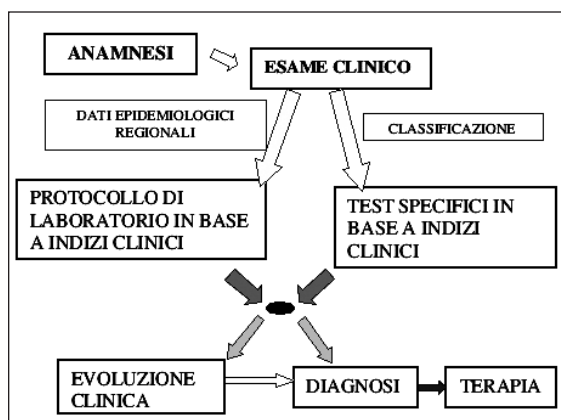 ANAMNESI
ESAME CLINICO
DATI EPIDEMIOLOGICI
REGIONALI
CLASSIFICAZIONE
PROTOCOLLO DI
LABORATORIO IN BASE
A INDIZI CLINICI
TEST SPECIFICI IN
BASE A INDIZI
CLINICI
EVOLUZIONE
CLINICA
DIAGNOSI
TERAPIA